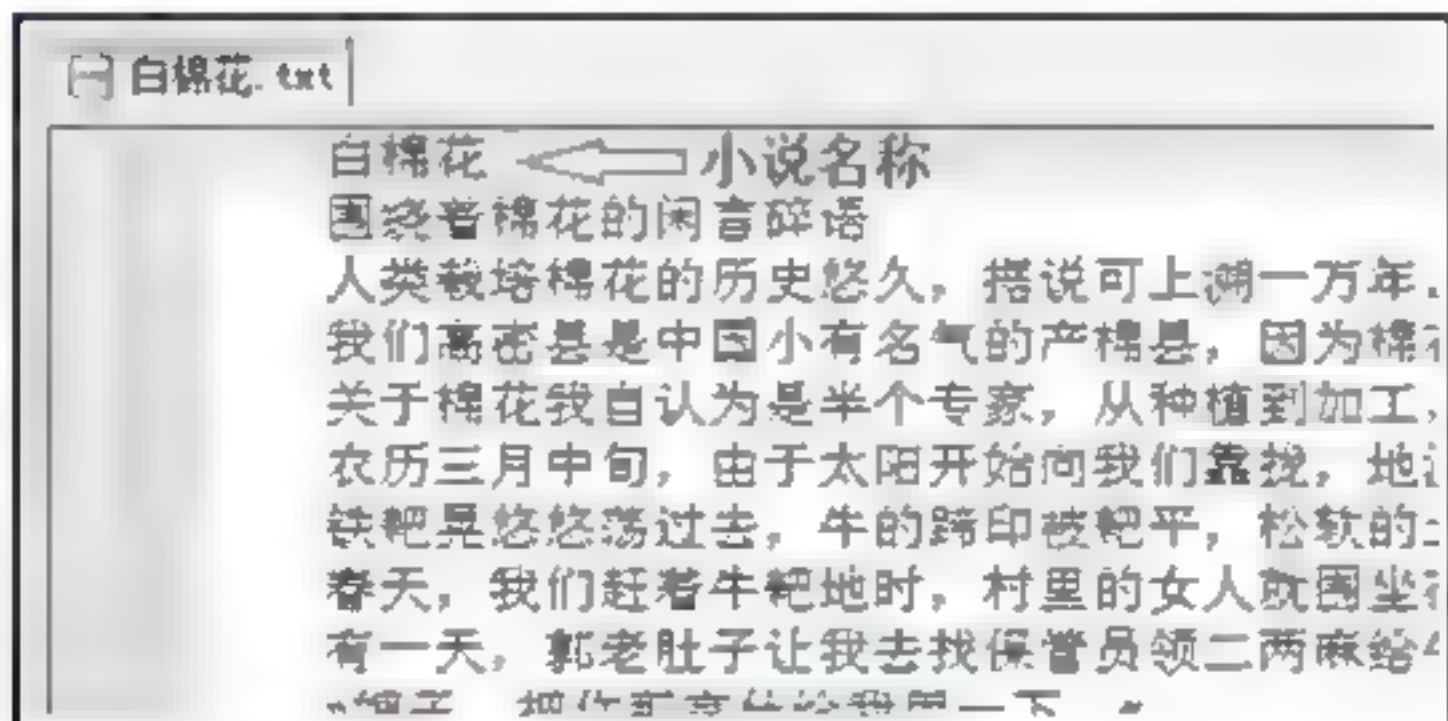 白棉花.txt
白棉花 小说名称
围绕着棉花的闲言碎语
人类栽培棉花的历史悠久，据说可上溯一万年.
我们高密县是中国小有名气的产棉县，因为棉
关于棉花我自认为是半个专家，从种植到加工，
农历三月中旬，由于太阳开始向我们靠拢，地
铁耙晃悠悠荡过去，牛的蹄印被耙平，松软的
春天，我们赶着牛耙地时，村里的女人就围坐
有一天，郭老肚子让我去找保管员领二两麻给